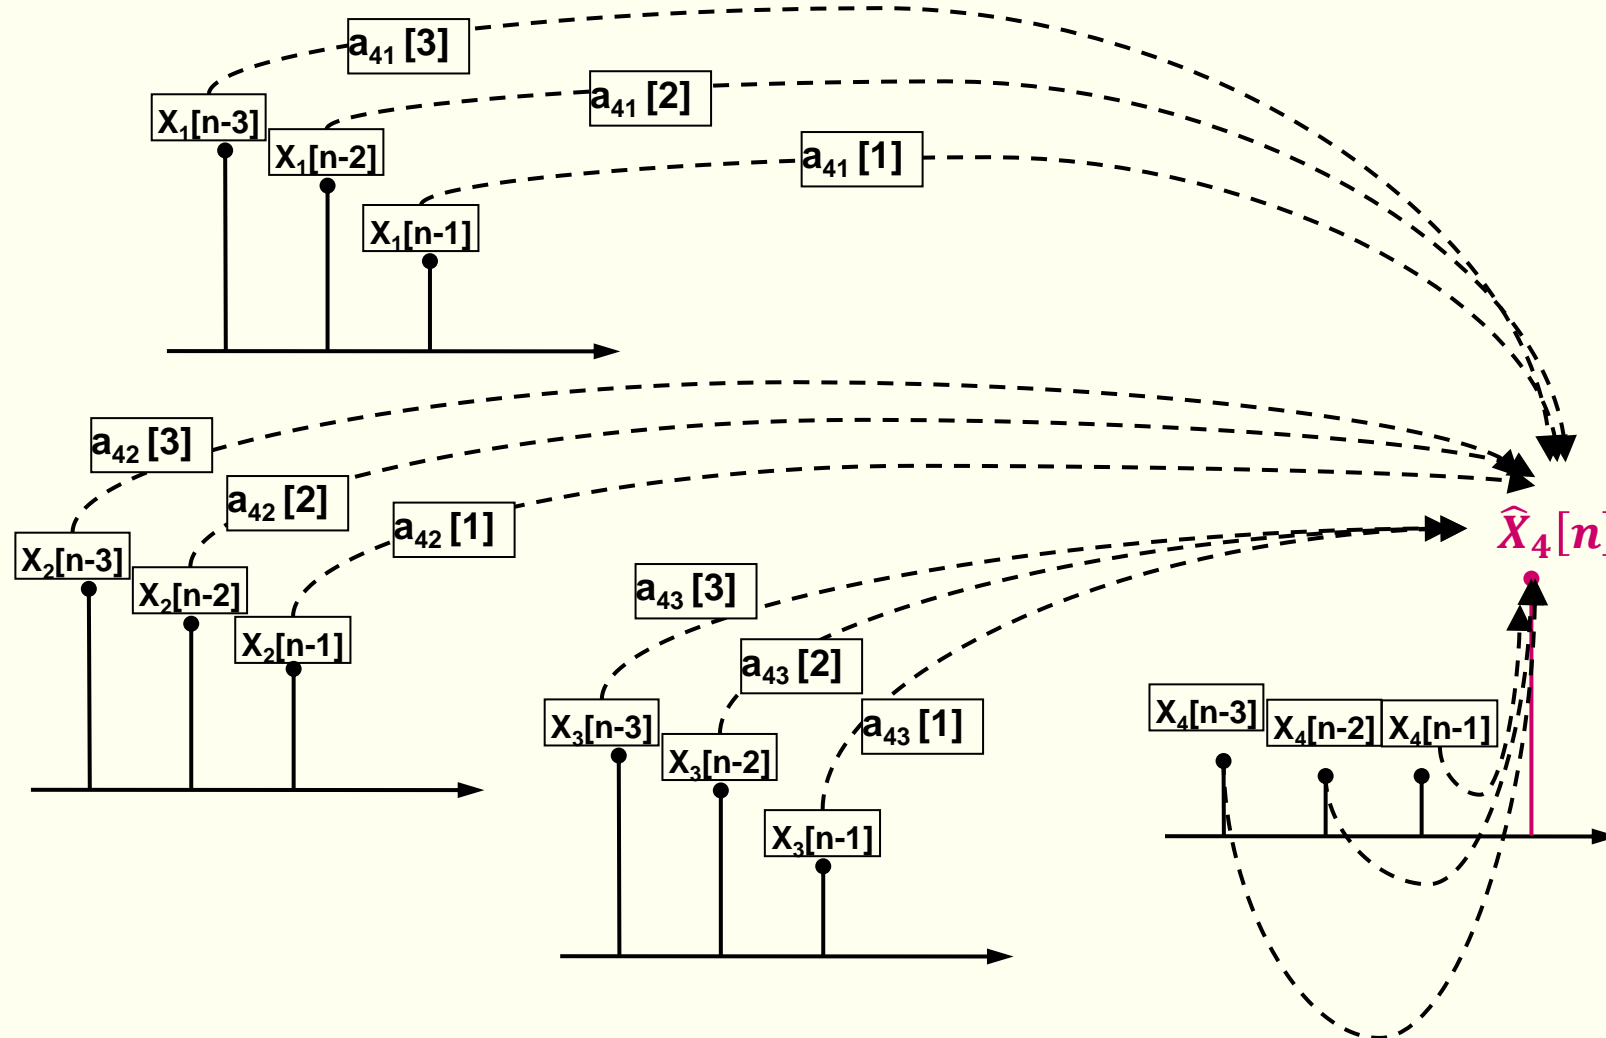 a41 [3]
X1[n-3]
a41 [2]
X1[n-2]
a41 [1]
X1[n-1]
a42 [3]
X2[n-3]
a42 [2]
X2[n-2]
a42 [1]
X2[n-1]
a43 [3]
X3[n-3]
a43 [2]
X3[n-2]
a43 [1]
X3[n-1]
X̂4[n]
X4[n-3]
X4[n-2]
X4[n-1]